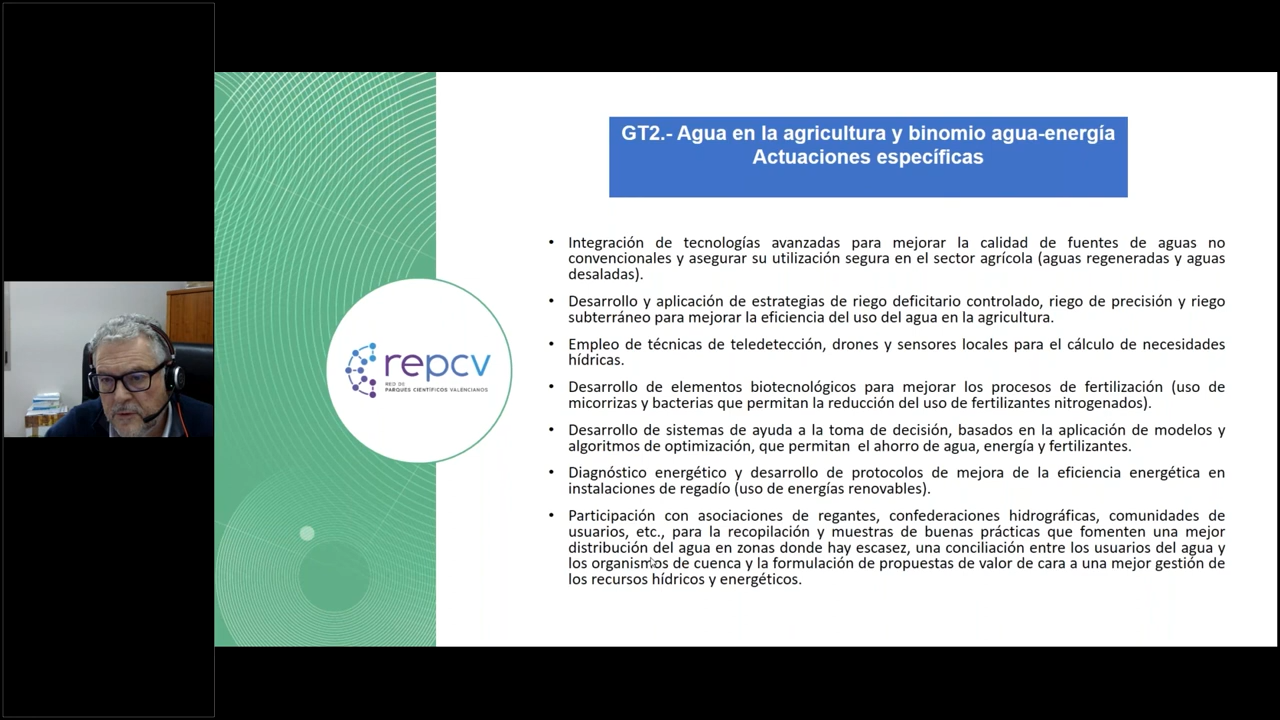 GT2.- Agua en la agricultura y binomio agua-energía
Actuaciones específicas
• Integración de tecnologías avanzadas para mejorar la calidad de fuentes de aguas no
convencionales y asegurar su utilización segura en el sector agrícola (aguas regeneradas y aguas
desaladas).
• Desarrollo y aplicación de estrategias de riego deficitario controlado, riego de precisión y riego
subterráneo para mejorar la eficiencia del uso del agua en la agricultura.
• Empleo de técnicas de teledetección, drones y sensores locales para el cálculo de necesidades
hídricas.
• Desarrollo de elementos biotecnológicos para mejorar los procesos de fertilización (uso de
micorrizas y bacterias que permitan la reducción del uso de fertilizantes nitrogenados).
• Desarrollo de sistemas de ayuda a la toma de decisión, basados en la aplicación de modelos y
algoritmos de optimización, que permitan el ahorro de agua, energía y fertilizantes.
• Diagnóstico energético y desarrollo de protocolos de mejora de la eficiencia energética en
instalaciones de regadío (uso de energías renovables).
• Participación con asociaciones de regantes, confederaciones hidrográficas, comunidades de
usuarios, etc., para la recopilación y muestras de buenas prácticas que fomenten una mejor
distribución del agua en zonas donde hay escasez, una conciliación entre los usuarios del agua y
los organismos de cuenca y la formulación de propuestas de valor de cara a una mejor gestión de
los recursos hídricos y energéticos.
repcv
RED DE
PARQUES CIENTÍFICOS VALENCIANOS